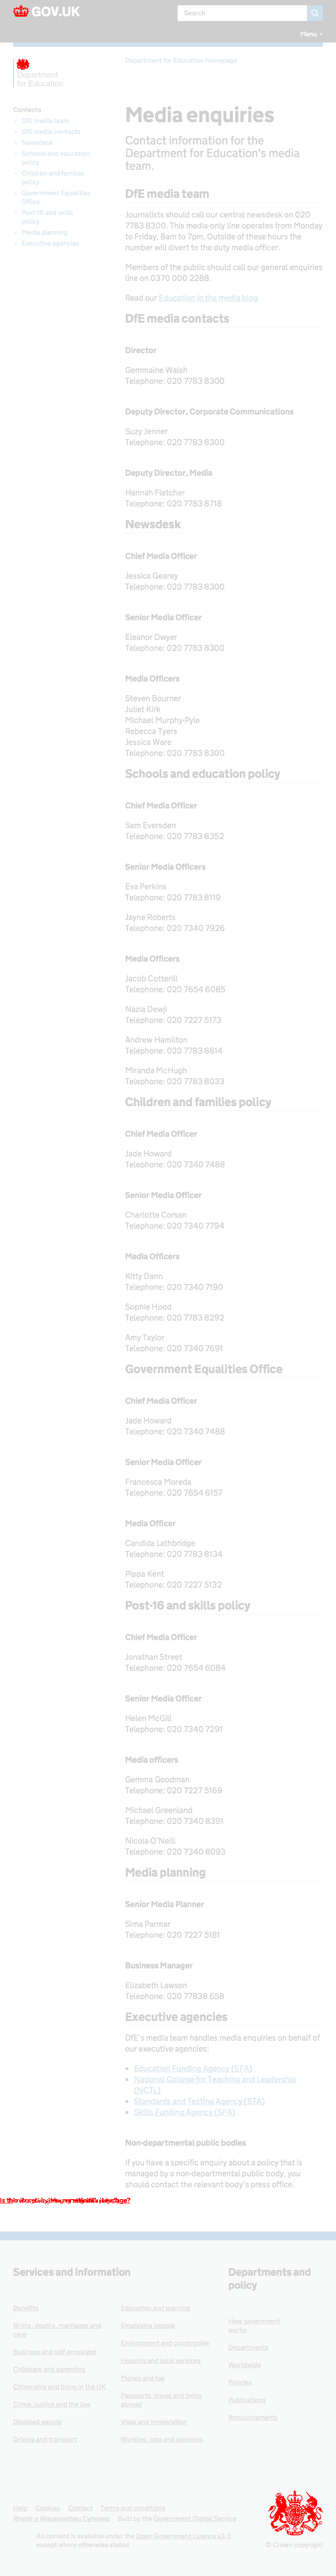 GOV.UK
Search
Menu
Department
for Education
Department for Education homepage
Contents
DfE media team
DfE media contacts
Newsdesk
Schools and education
policy
Children and families
policy
Government Equalities
Office
Post-16 and skills
policy
Media planning
Executive agencies
Media enquiries
Contact information for the
Department for Education's media
team.
DfE media team
Journalists should call our central newsdesk on 020
7783 8300. This media-only line operates from Monday
to Friday, 8am to 7pm. Outside of these hours the
number will divert to the duty media officer.
Members of the public should call our general enquiries
line on 0370 000 2288.
Read our Education in the media blog
DfE media contacts
Director
Gemmaine Walsh
Telephone: 020 7783 8300
Deputy Director, Corporate Communications
Suzy Jenner
Telephone: 020 7783 8300
Deputy Director, Media
Hannah Fletcher
Telephone: 020 7783 8718
Newsdesk
Chief Media Officer
Jessica Gearey
Telephone: 020 7783 8300
Senior Media Officer
Eleanor Dwyer
Telephone: 020 7783 8300
Media Officers
Steven Bourner
Juliet Kirk
Michael Murphy-Pyle
Rebecca Tyers
Jessica Ware
Telephone: 020 7783 8300
Schools and education policy
Chief Media Officer
Sam Eversden
Telephone: 020 7783 8352
Senior Media Officers
Eva Perkins
Telephone: 020 7783 8119
Jayne Roberts
Telephone: 020 7340 7926
Media Officers
Jacob Cotterill
Telephone: 020 7654 6085
Nazia Dewji
Telephone: 020 7227 5173
Andrew Hamilton
Telephone: 020 7783 8614
Miranda McHugh
Telephone: 020 7783 8033
Children and families policy
Chief Media Officer
Jade Howard
Telephone: 020 7340 7488
Senior Media Officer
Charlotte Corsan
Telephone: 020 7340 7794
Media Officers
Kitty Dann
Telephone: 020 7340 7190
Sophie Hood
Telephone: 020 7783 8292
Amy Taylor
Telephone: 020 7340 7691
Government Equalities Office
Chief Media Officer
Jade Howard
Telephone: 020 7340 7488
Senior Media Officer
Francesca Moreda
Telephone: 020 7654 6157
Media Officer
Candida Lathbridge
Telephone: 020 7783 8134
Pippa Kent
Telephone: 020 7227 5132
Post-16 and skills policy
Chief Media Officer
Jonathan Street
Telephone: 020 7654 6084
Senior Media Officer
Helen McGill
Telephone: 020 7340 7291
Media officers
Gemma Goodman
Telephone: 020 7227 5169
Michael Greenland
Telephone: 020 7340 8391
Nicola O'Neill
Telephone: 020 7340 8093
Media planning
Senior Media Planner
Sima Parmar
Telephone: 020 7227 5181
Business Manager
Elizabeth Lawson
Telephone: 020 77838 658
Executive agencies
DfE's media team handles media enquiries on behalf of
our executive agencies:
Education Funding Agency (EFA)
National College for Teaching and Leadership
(NCTL)
Standards and Testing Agency (STA)
Skills Funding Agency (SFA)
Non-departmental public bodies
If you have a specific enquiry about a policy that is
managed by a non-departmental public body, you
should contact the relevant body's press office.
Services and information
Benefits
Births, deaths, marriages and
care
Business and self-employed
Childcare and parenting
Citizenship and living in the UK
Crime, justice and the law
Disabled people
Driving and transport
Education and learning
Employing people
Environment and countryside
Housing and local services
Money and tax
Passports, travel and living
abroad
Visas and immigration
Working, jobs and pensions
Departments and
policy
How government
works
Departments
Worldwide
Policies
Publications
Announcements
Help Cookies Contact Terms and conditions
Rhestr o Wasanaethau Cymraeg Built by the Government Digital Service
All content is available under the Open Government Licence v3.0,
except where otherwise stated
© Crown copyright